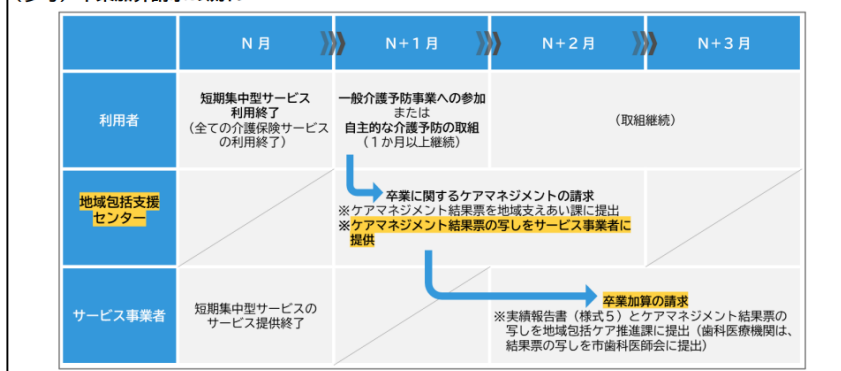 N月
N+1月
N+2月
N+3月
利用者
短期集中型サービス
利用終了
（全ての介護保険サービス
の利用終了）
一般介護予防事業への参加
または
自主的な介護予防の取組
（1か月以上継続）
（取組継続）
地域包括支援
センター
卒業に関するケアマネジメントの請求
※ケアマネジメント結果票を地域支えあい課に提出
※ケアマネジメント結果票の写しをサービス事業者に
提供
サービス事業者
短期集中型サービスの
サービス提供終了
卒業加算の請求
※実績報告書（様式5）とケアマネジメント結果票の
写しを地域包括ケア推進課に提出（歯科医療機関は、
結果票の写しを市歯科医師会に提出）